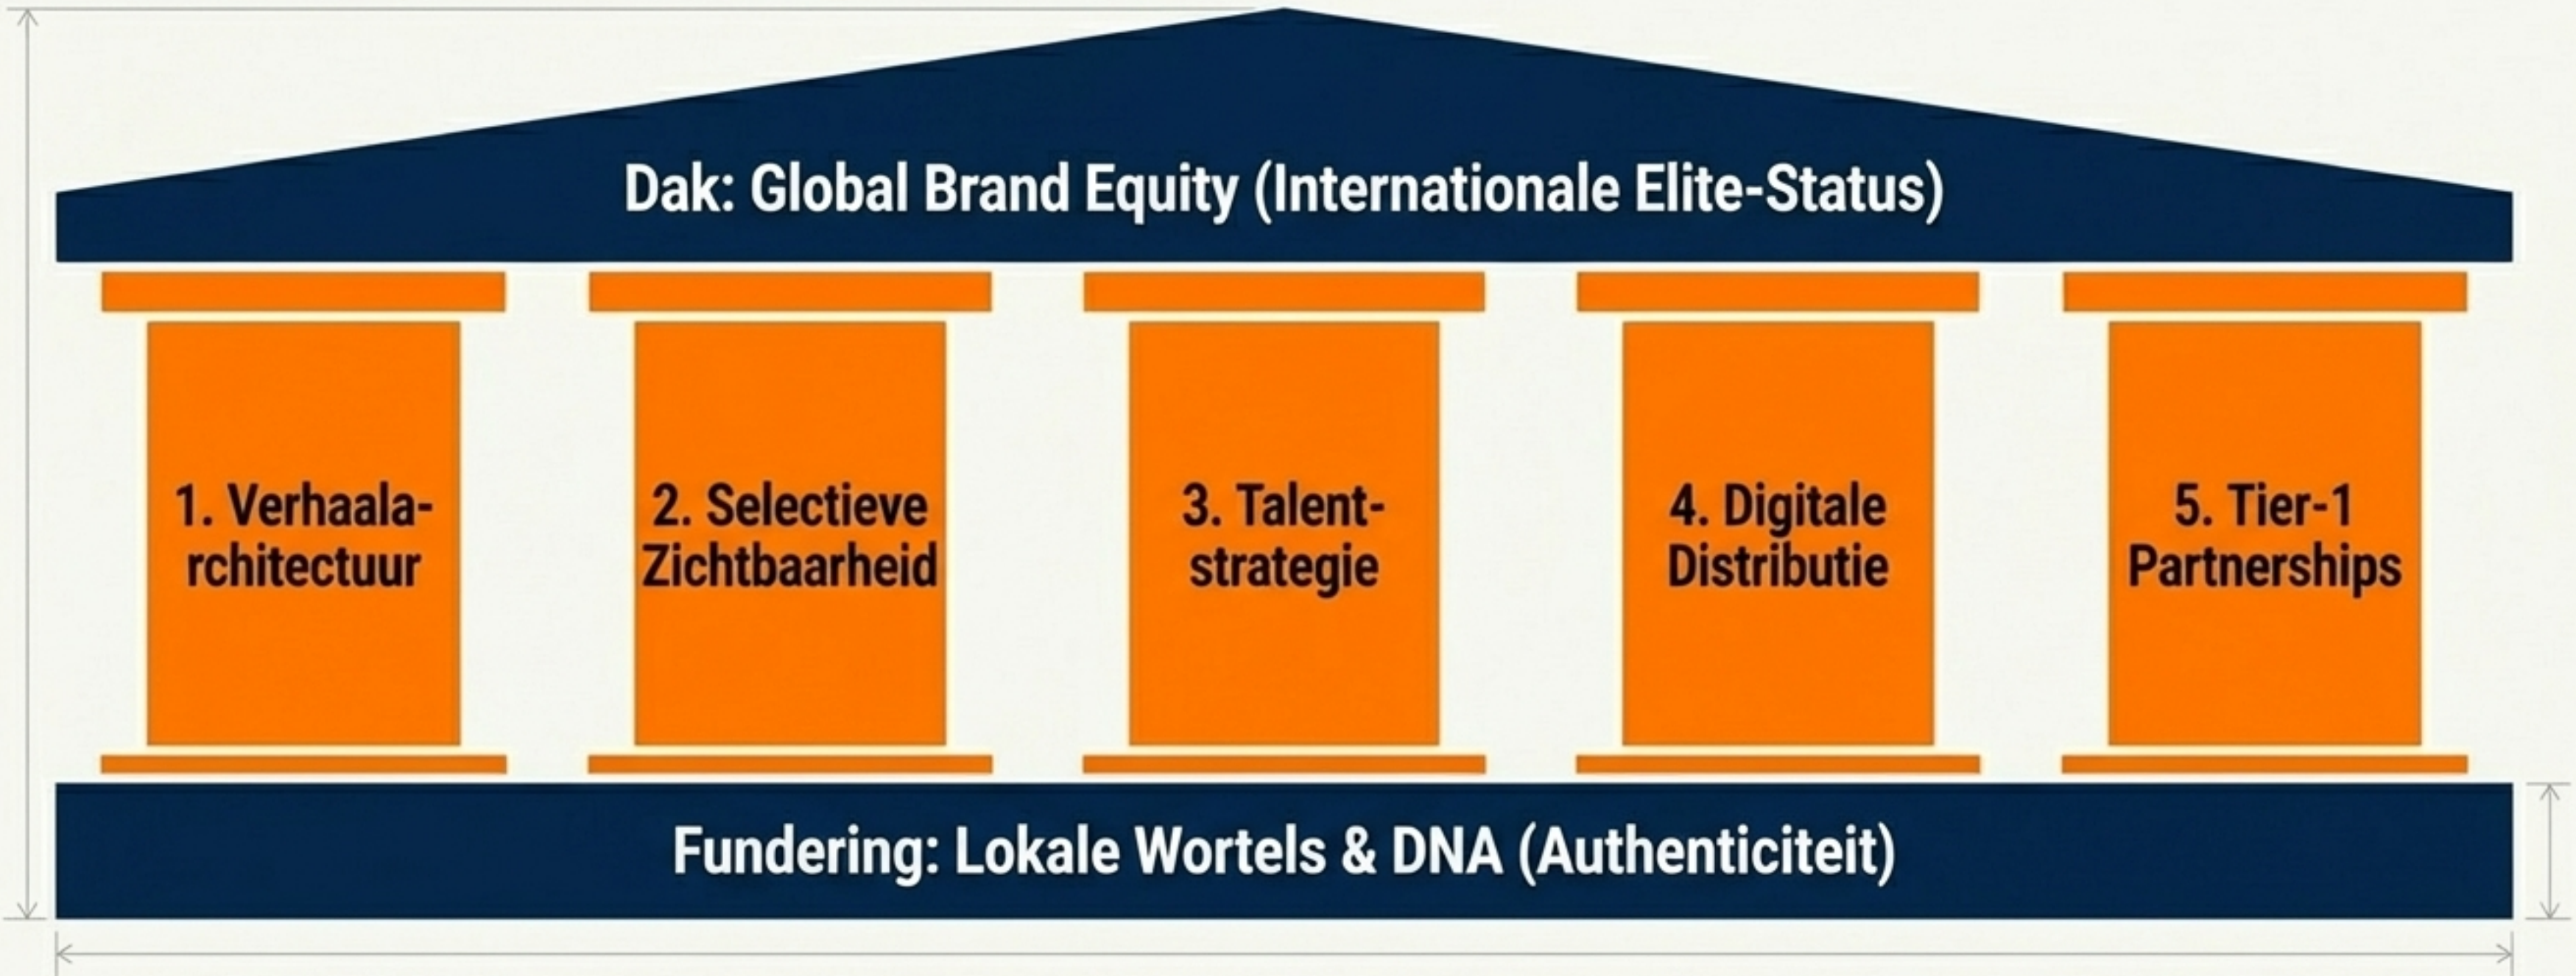 Dak: Global Brand Equity (Internationale Elite-Status)
1. Verhaala-
rchitectuur
2. Selectieve
Zichtbaarheid
3. Talent-
strategie
4. Digitale
Distributie
5. Tier-1
Partnerships
Fundering: Lokale Wortels & DNA (Authenticiteit)